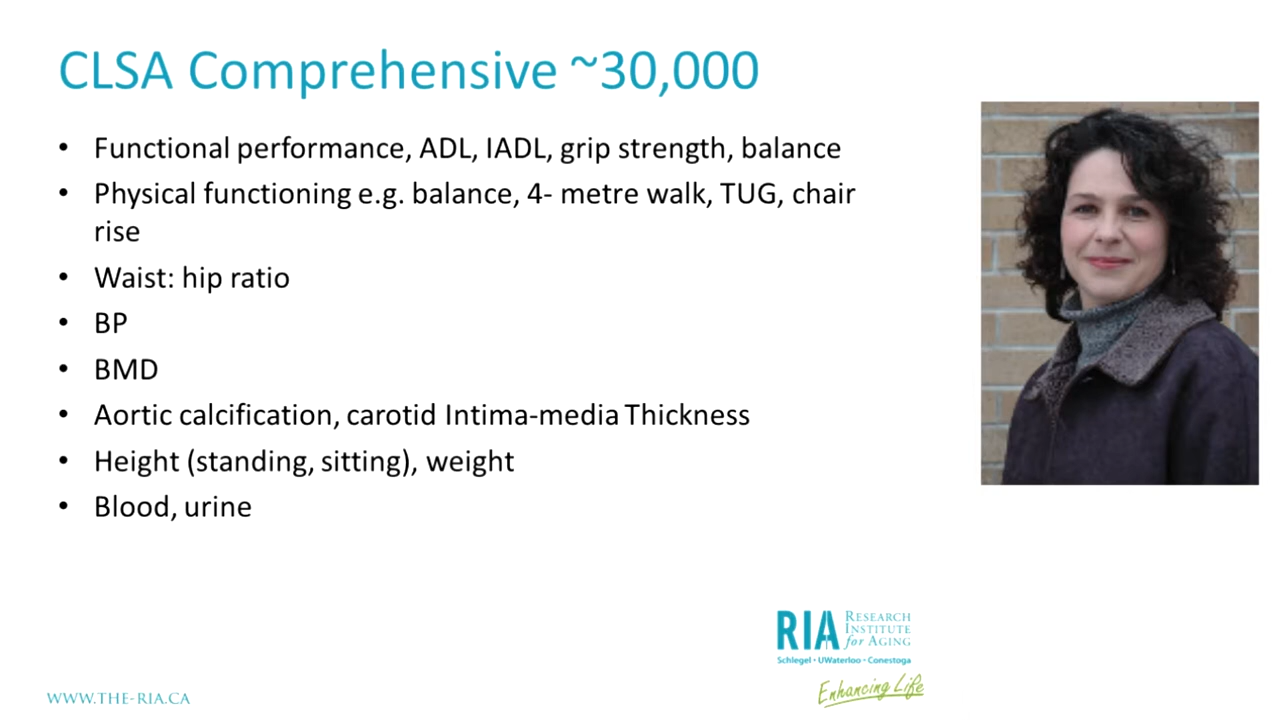 CLSA Comprehensive ~30,000
• Functional performance, ADL, IADL, grip strength, balance
• Physical functioning e.g. balance, 4- metre walk, TUG, chair
rise
• Waist: hip ratio
• BP
• BMD
• Aortic calcification, carotid Intima-media Thickness
• Height (standing, sitting), weight
• Blood, urine
RIA RESEARCH
INSTITUTE
for AGING
Schlegel • UWaterloo • Conestoga
Enhancing Life
WWW.THE-RIA.CA